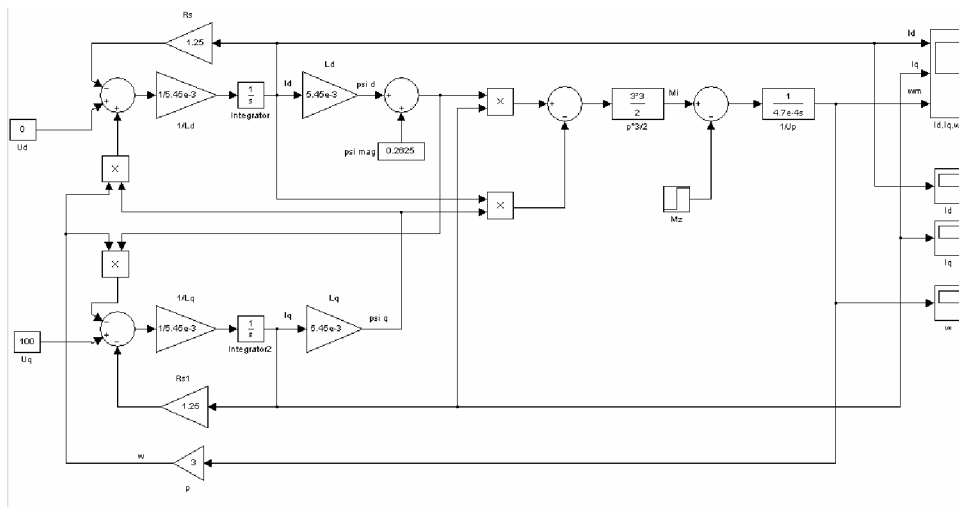 Rs
1.25
Id
Iq
wm
Id,iq,w
0
Ud
1/5.45e-3
1/Ld
1
s
Integrator
Id
Ld
5.45e-3
psi d
psi mag
0.2625
×
3*3
2
p*3/2
Mi
1
4.7e-4s
1/Jp
×
×
Mz
Id
×
Iq
100
Uq
1/Lq
1/5.45e-3
1
s
Integrator2
Iq
Lq
5.45e-3
psi q
Rs1
1.25
w
3
p